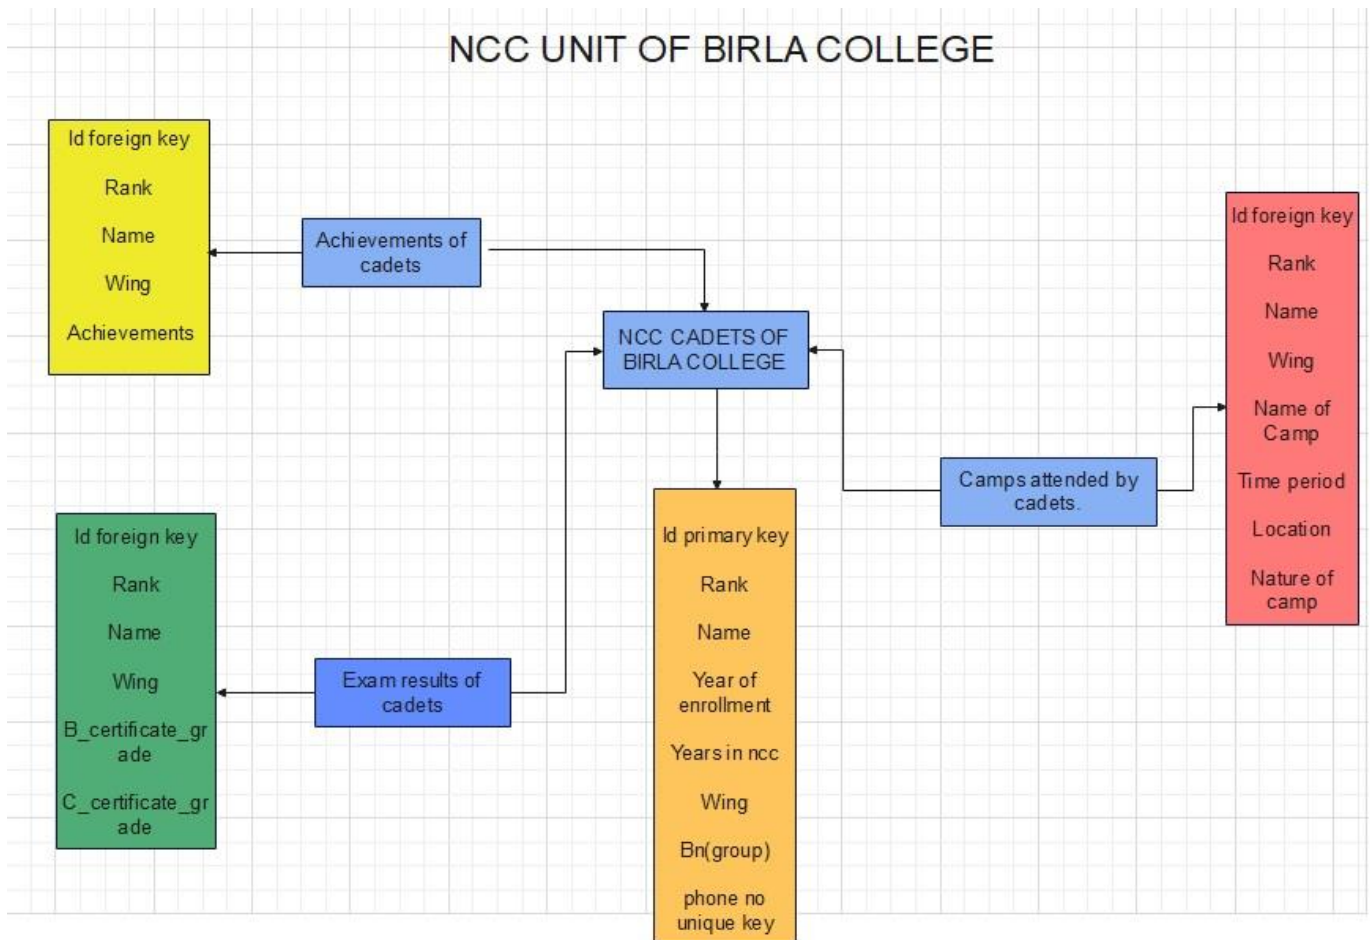 NCC UNIT OF BIRLA COLLEGE
Id foreign key
Rank
Name
Wing
Achievements
Achievements of
cadets
NCC CADETS OF
BIRLA COLLEGE
Id foreign key
Rank
Name
Wing
Name of
Camp
Time period
Location
Nature of
camp
Camps attended by
cadets.
Id foreign key
Rank
Name
Wing
B_certificate_gr
ade
C_certificate_gr
ade
Exam results of
cadets
Id primary key
Rank
Name
Year of
enrollment
Years in ncc
Wing
Bn(group)
phone no
unique key